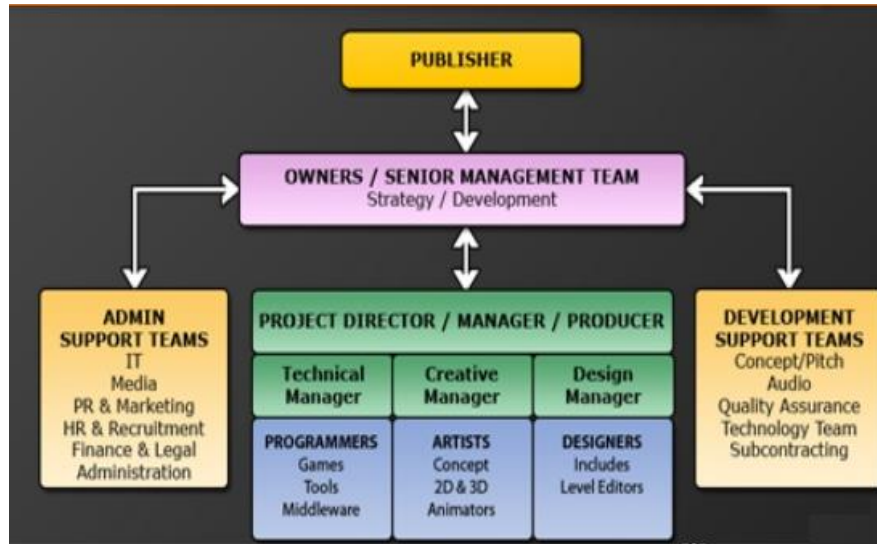 PUBLISHER
OWNERS / SENIOR MANAGEMENT TEAM
Strategy / Development
ADMIN
SUPPORT TEAMS
IT
Media
PR & Marketing
HR & Recruitment
Finance & Legal
Administration
PROJECT DIRECTOR / MANAGER / PRODUCER
Technical
Manager
Creative
Manager
Design
Manager
PROGRAMMERS
Games
Tools
Middleware
ARTISTS
Concept
2D & 3D
Animators
DESIGNERS
Includes
Level Editors
DEVELOPMENT
SUPPORT TEAMS
Concept/Pitch
Audio
Quality Assurance
Technology Team
Subcontracting